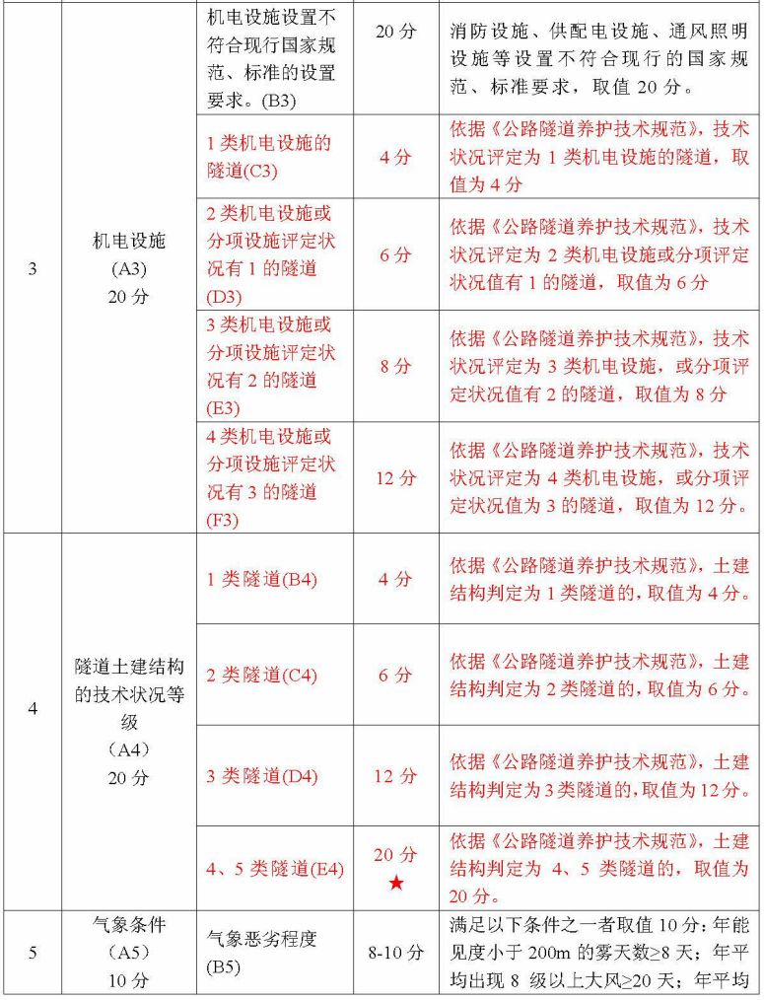 机电设施设置不
符合现行国家规
范、标准的设置
要求。(B3)
20 分
消防设施、供配电设施、通风照明
设施等设置不符合现行的国家规
范、标准要求，取值 20 分。
3
机电设施
(A3)
20 分
1 类机电设施的
隧道(C3)
4 分
依据《公路隧道养护技术规范》，技术
状况评定为 1 类机电设施的隧道，取
值为 4 分
2 类机电设施或
分项设施评定状
况有 1 的隧道
(D3)
6 分
依据《公路隧道养护技术规范》，技术
状况评定为 2 类机电设施或分项评定
状况值有 1 的隧道，取值为 6 分
3 类机电设施或
分项设施评定状
况有 2 的隧道
(E3)
8 分
依据《公路隧道养护技术规范》，技术
状况评定为 3 类机电设施，或分项评
定状况值有 2 的隧道，取值为 8 分
4 类机电设施或
分项设施评定状
况有 3 的隧道
(F3)
12 分
依据《公路隧道养护技术规范》，技术
状况评定为 4 类机电设施，或分项评
定状况值为 3 的隧道，取值为 12 分。
4
隧道土建结构
的技术状况等
级
（A4）
20 分
1 类隧道(B4)
4 分
依据《公路隧道养护技术规范》，土建
结构判定为 1 类隧道的，取值为 4 分。
2 类隧道(C4)
6 分
依据《公路隧道养护技术规范》，土建
结构判定为 2 类隧道的，取值为 6 分。
3 类隧道(D4)
12 分
依据《公路隧道养护技术规范》，土建
结构判定为 3 类隧道的，取值为 12 分。
4、5 类隧道(E4)
20 分
★
依据《公路隧道养护技术规范》，土建
结构判定为 4、5 类隧道的，取值为
20 分。
5
气象条件
（A5）
10 分
气象恶劣程度
(B5)
8-10 分
满足以下条件之一者取值 10 分：年能
见度小于 200m 的雾天数≥8 天；年平
均出现 8 级以上大风≥20 天；年平均